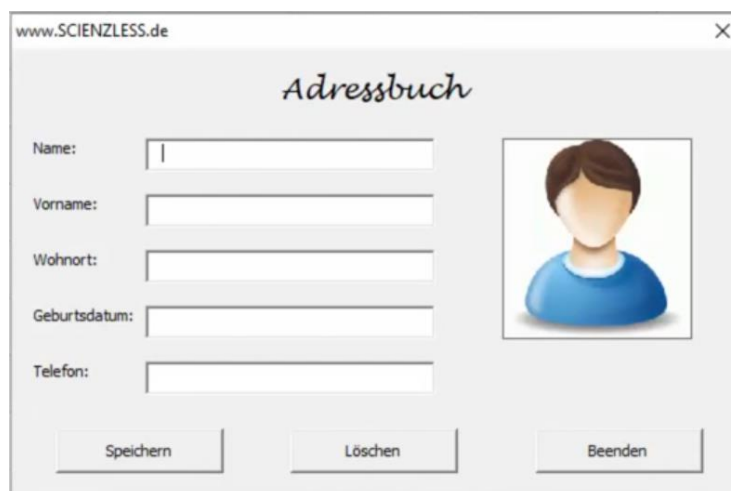 www.SCIENZLESS.de
Adressbuch
Name:
Vorname:
Wohnort:
Geburtsdatum:
Telefon:
Speichern Löschen Beenden